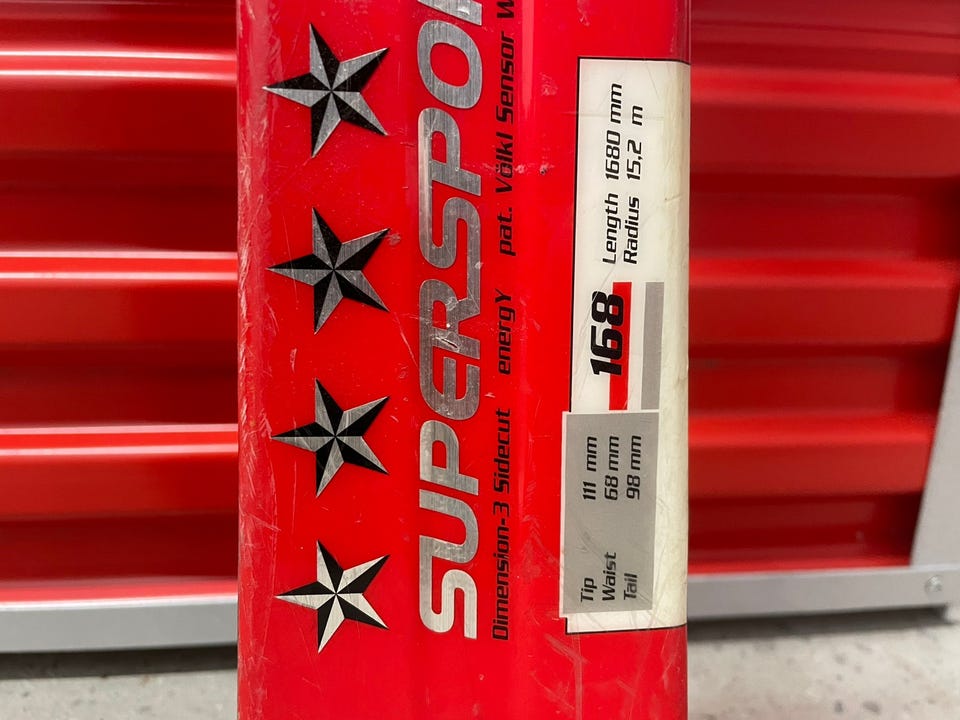 SUPERSPO
Dimension-3 Sidecut energY pat. Völkl Sensor
Tip 111 mm
Waist 68 mm
Tail 98 mm
168
Length 1680 mm
Radius 15,2 m